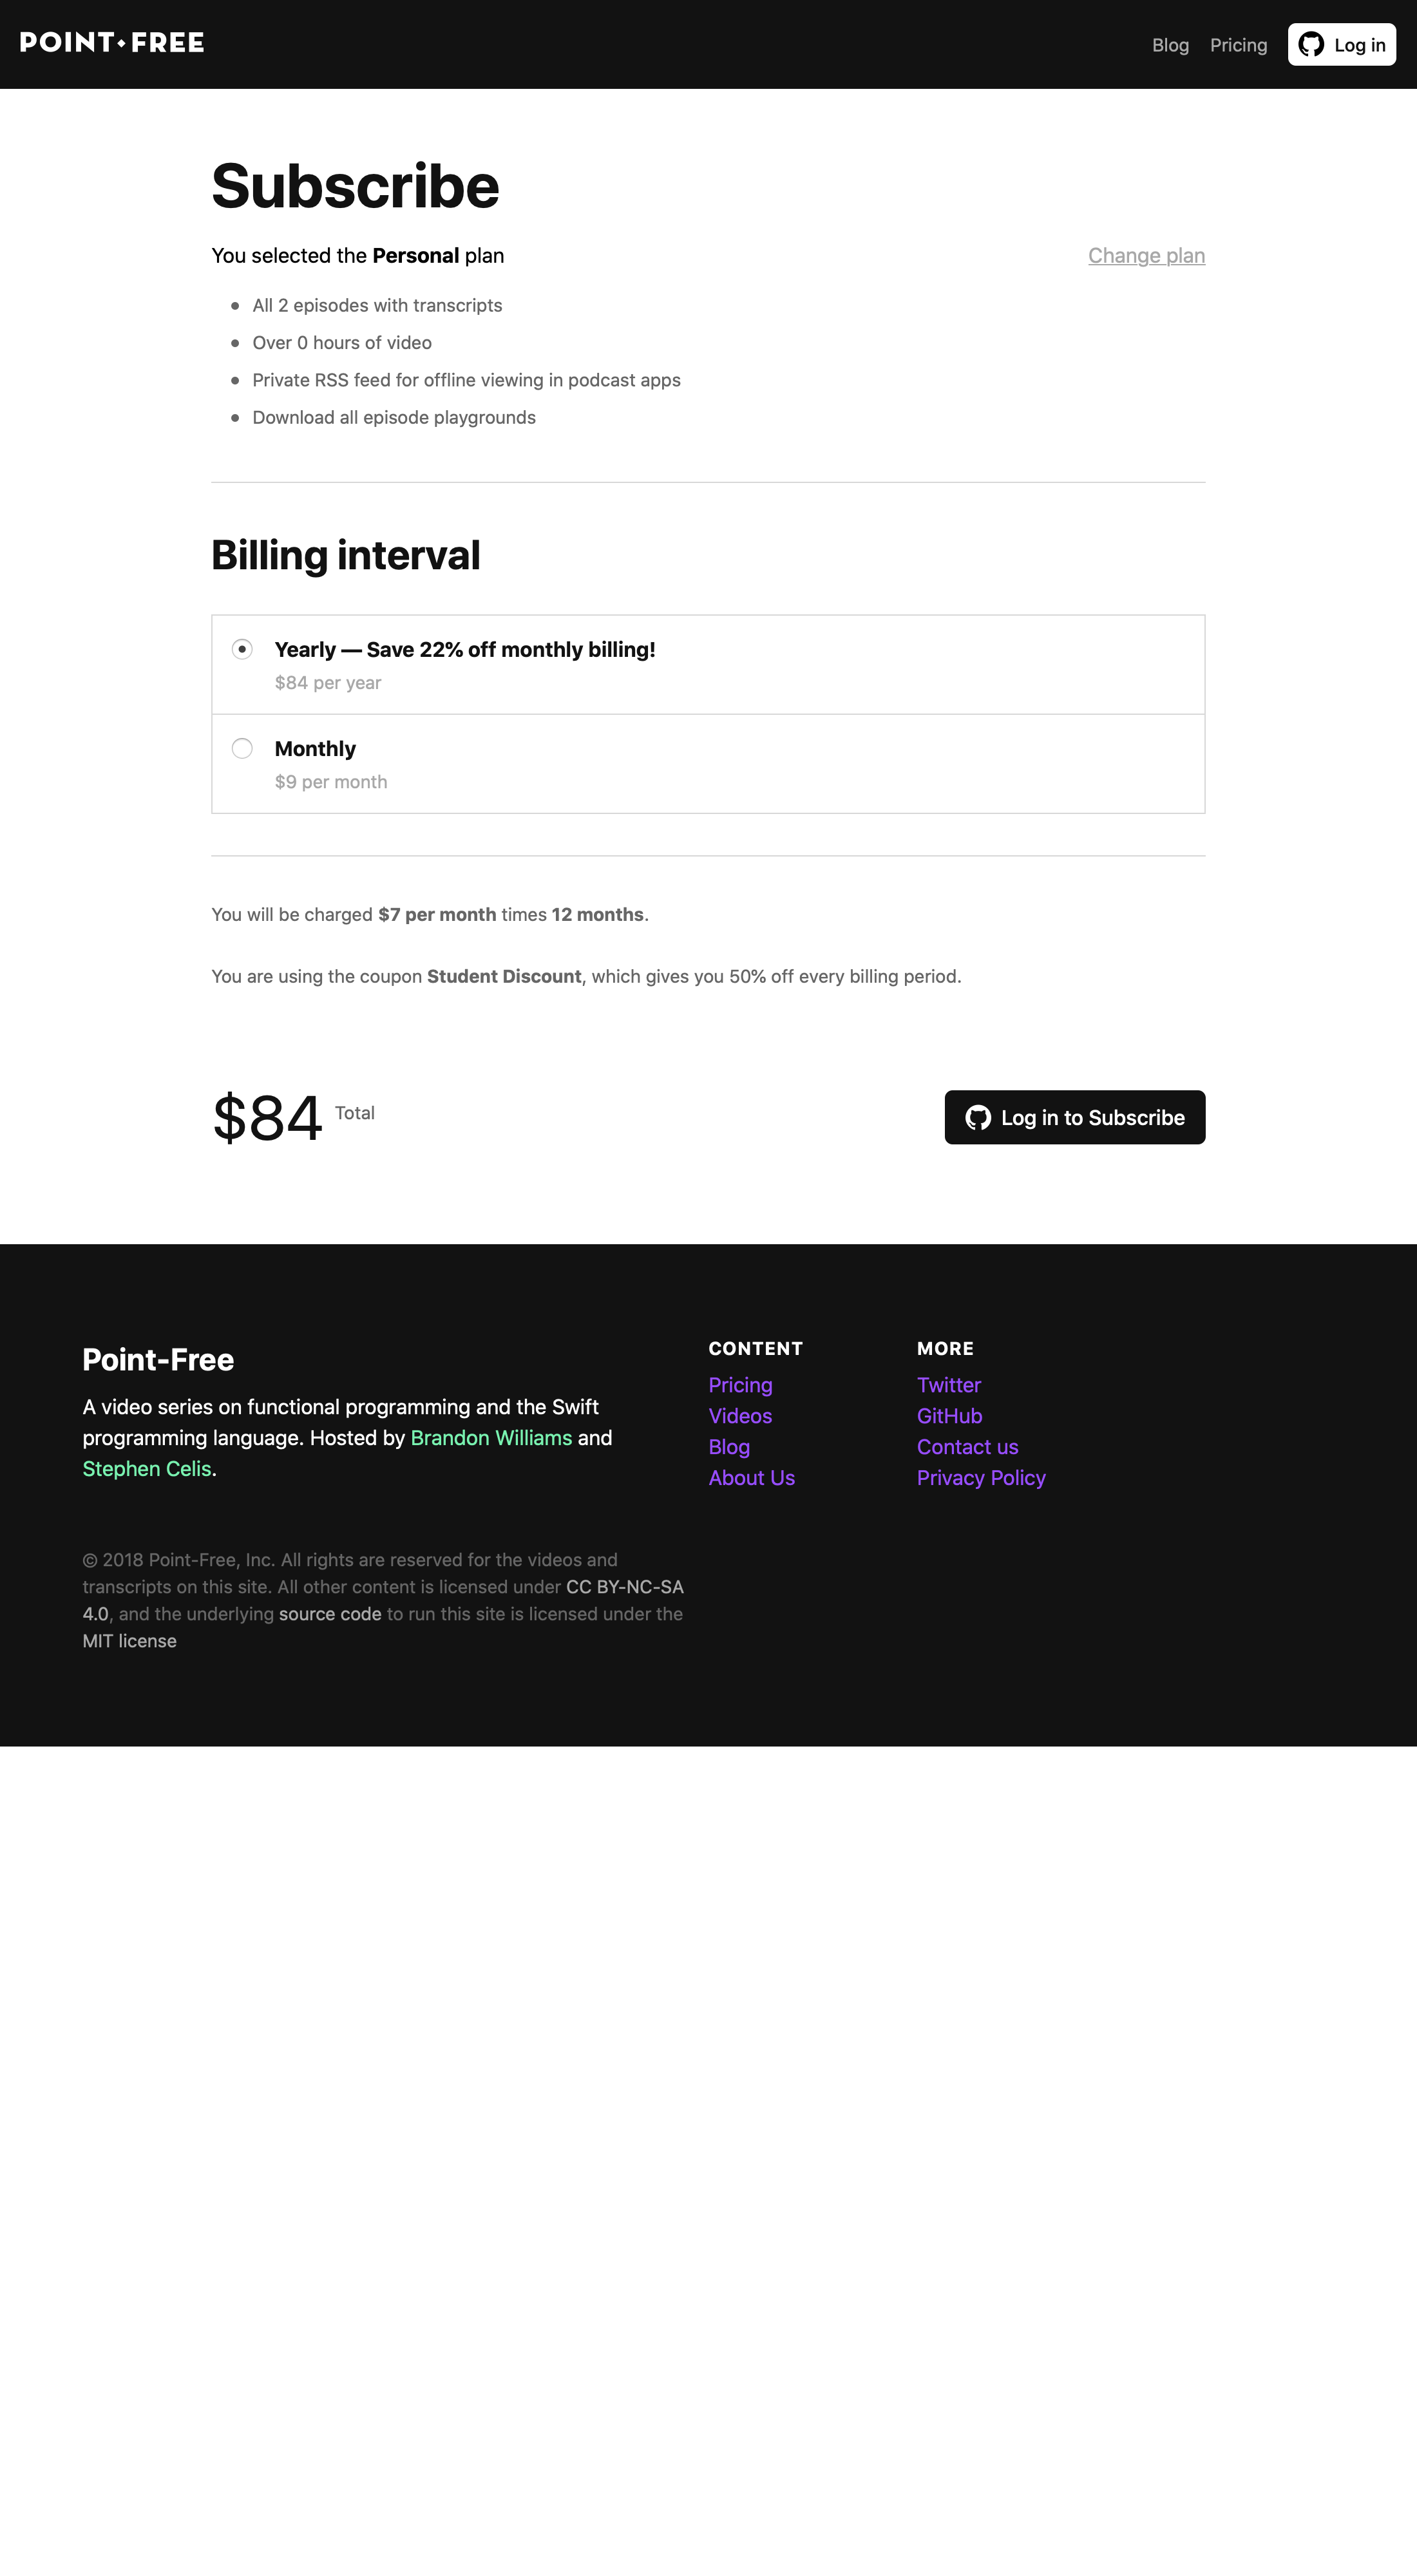 POINT•FREE
Blog Pricing Log in
Subscribe
You selected the Personal plan
Change plan
All 2 episodes with transcripts
Over 0 hours of video
Private RSS feed for offline viewing in podcast apps
Download all episode playgrounds
Billing interval
Yearly — Save 22% off monthly billing!
$84 per year
Monthly
$9 per month
You will be charged $7 per month times 12 months.
You are using the coupon Student Discount, which gives you 50% off every billing period.
$84 Total
Log in to Subscribe
Point-Free
A video series on functional programming and the Swift
programming language. Hosted by Brandon Williams and
Stephen Celis.
CONTENT
Pricing
Videos
Blog
About Us
MORE
Twitter
GitHub
Contact us
Privacy Policy
© 2018 Point-Free, Inc. All rights are reserved for the videos and
transcripts on this site. All other content is licensed under CC BY-NC-SA
4.0, and the underlying source code to run this site is licensed under the
MIT license